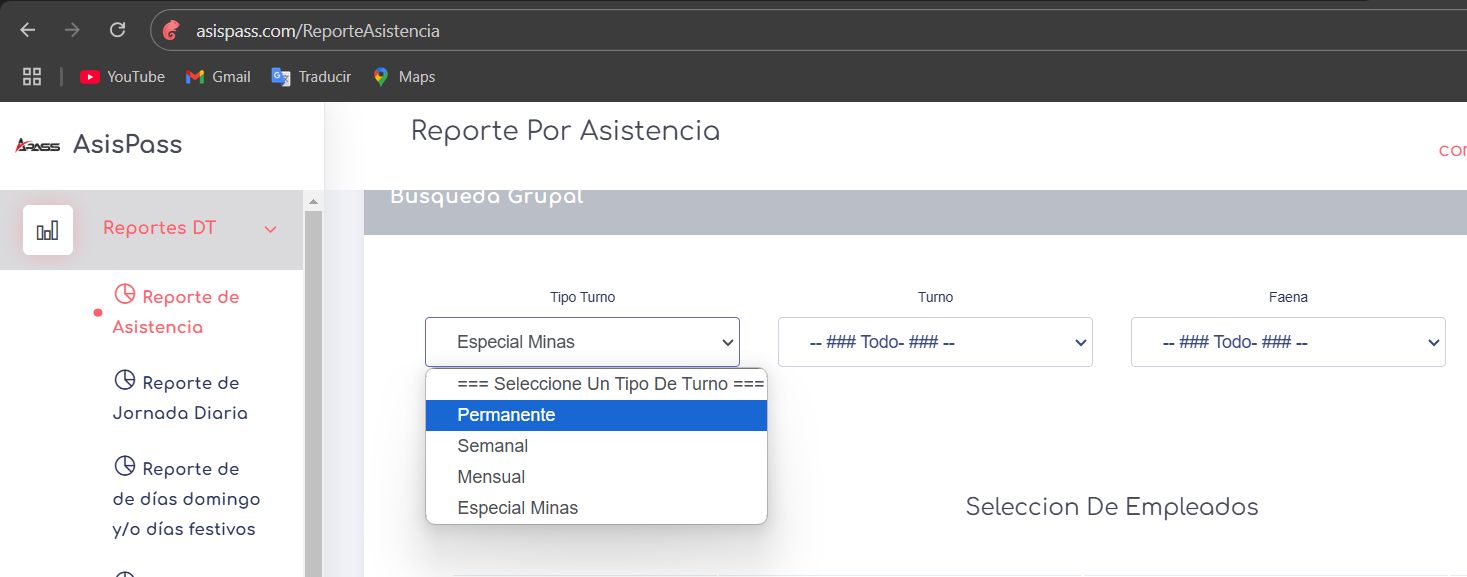 asispass.com/ReporteAsistencia
YouTube
Gmail
Traducir
Maps
APASS
AsisPass
Reporte Por Asistencia
Busqueda Grupal
Reportes DT
Reporte de
Asistencia
Reporte de
Jornada Diaria
Reporte de
de días domingo
y/o días festivos
Tipo Turno
Especial Minas
=== Seleccione Un Tipo De Turno ===
Permanente
Semanal
Mensual
Especial Minas
Turno
-- ### Todo- ### --
Faena
-- ### Todo- ### --
Seleccion De Empleados